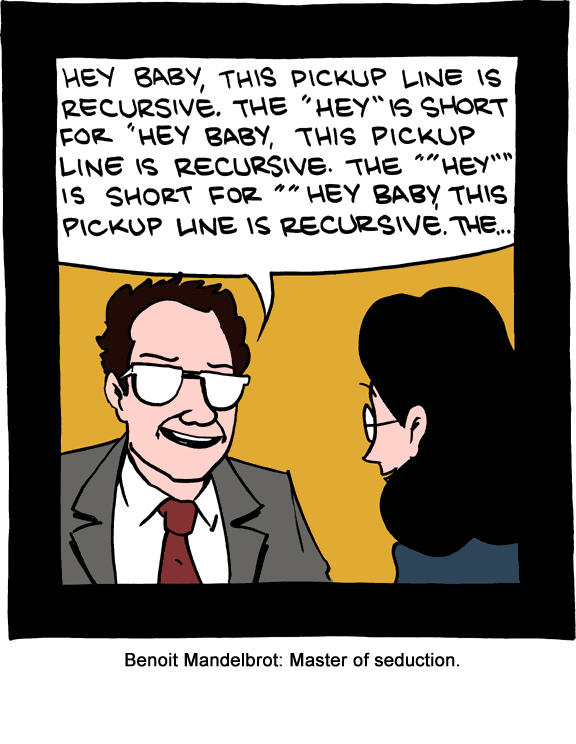 HEY BABY, THIS PICKUP LINE IS
RECURSIVE. THE "HEY" IS SHORT
FOR "HEY BABY, THIS PICKUP
LINE IS RECURSIVE. THE ""HEY""
IS SHORT FOR ""HEY BABY, THIS
PICKUP LINE IS RECURSIVE. THE...
Benoit Mandelbrot: Master of seduction.